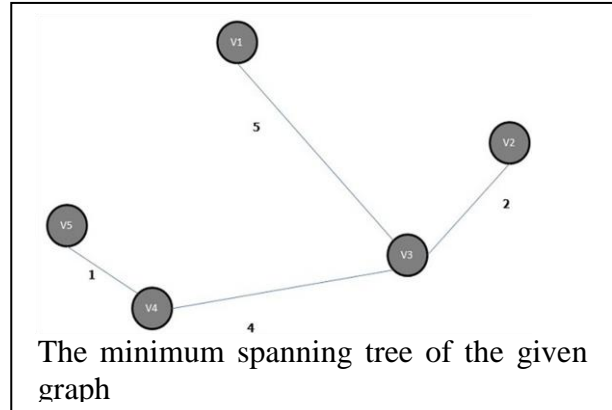 V1
5
V2
2
V5
V3
1
V4
4
The minimum spanning tree of the given
graph